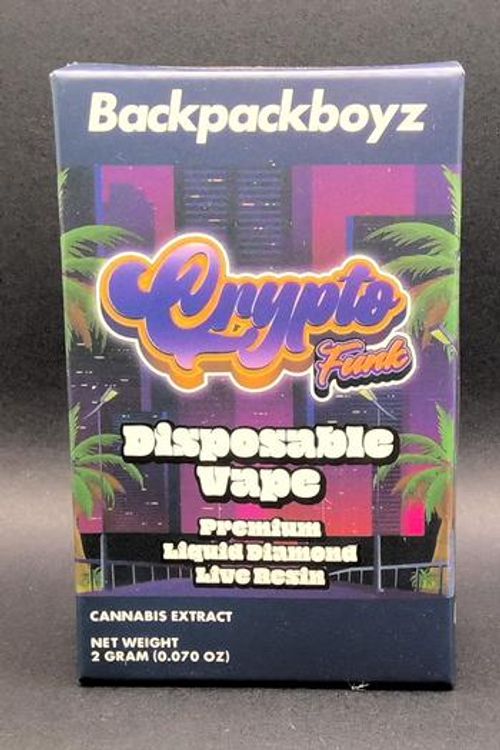 Backpackboyz
Crypto
Funk
Disposable
Vape
Premium
Liquid Diamond
Live Resin
CANNABIS EXTRACT
NET WEIGHT
2 GRAM (0.070 OZ)